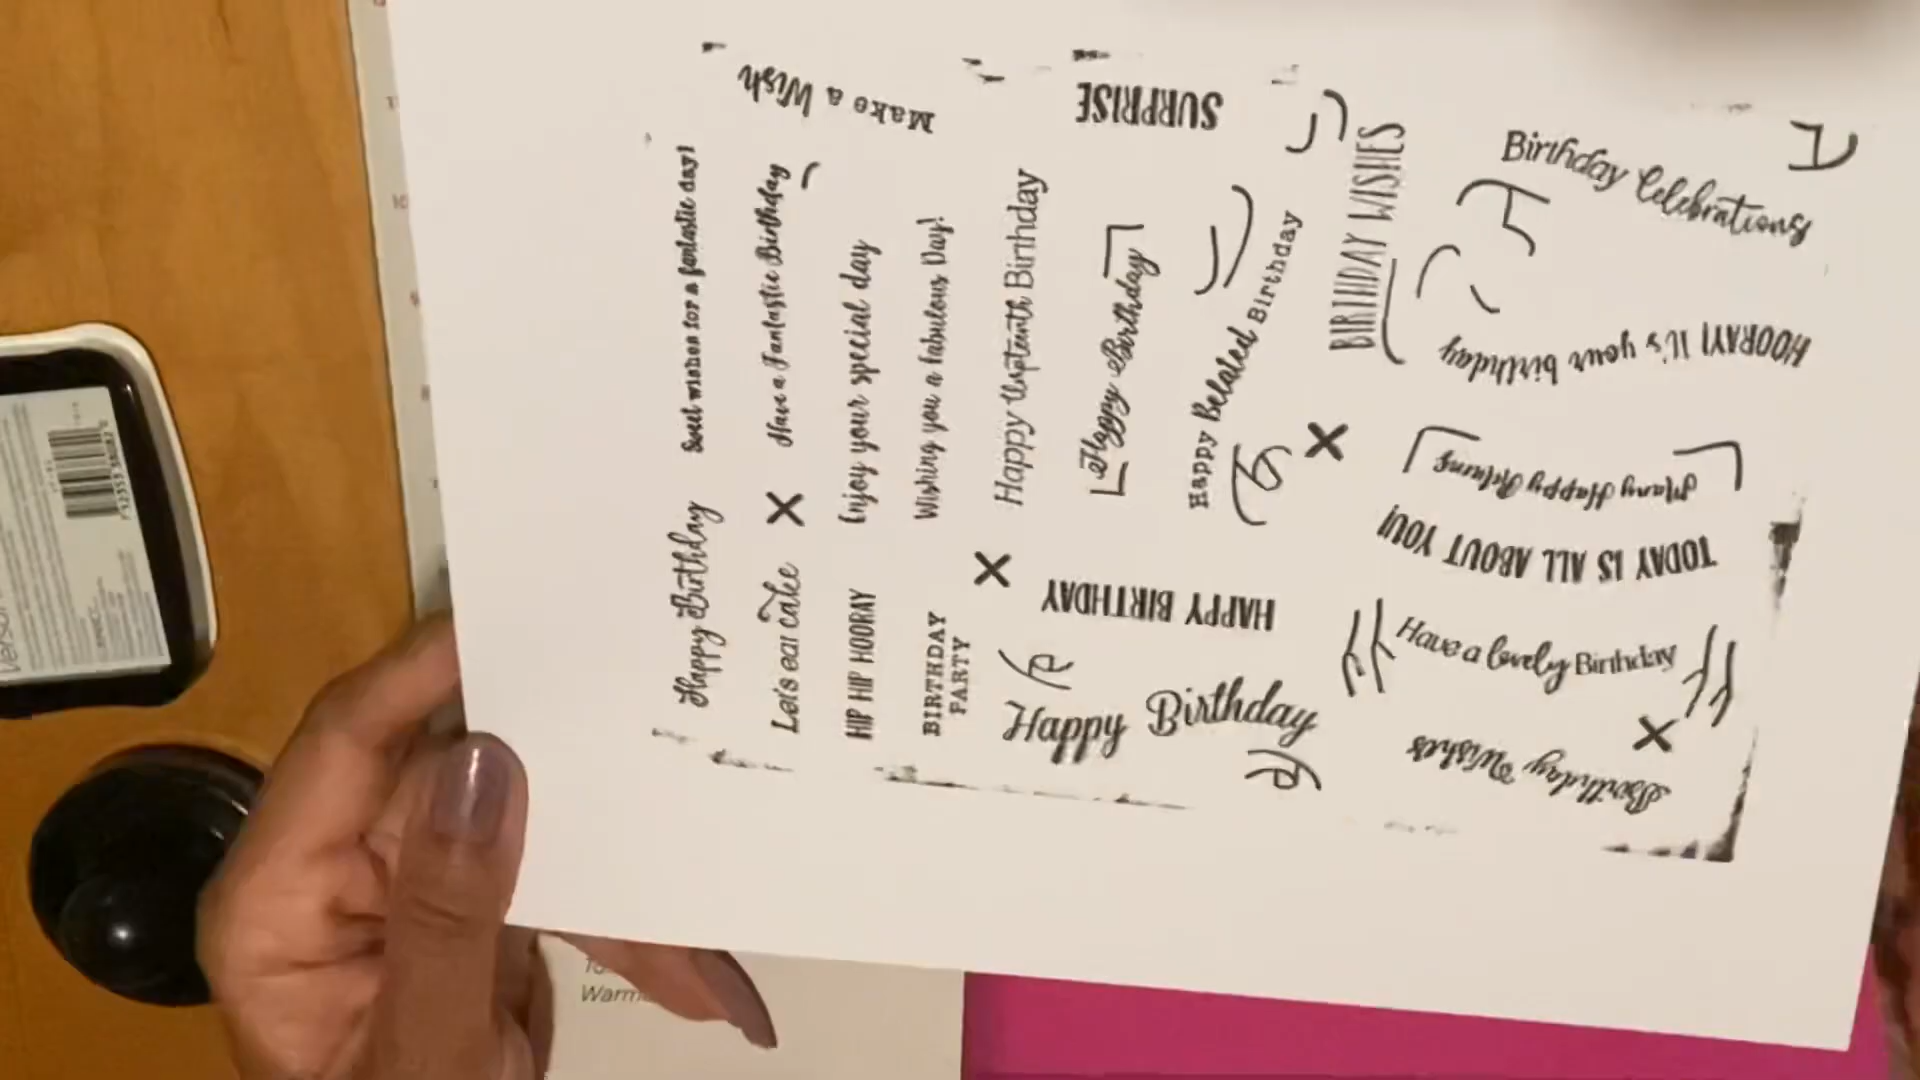 Make a Wish
SURPRISE
Birthday Celebrations
BIRTHDAY WISHES
Sweet wishes for a fantastic day!
Have a Fantastic Birthday
Enjoy your special day
Wishing you a fabulous Day!
Happy Umpteenth Birthday
Happy Birthday
Happy Belated Birthday
HOORAY! It's your birthday
Many Happy Returns
TODAY IS ALL ABOUT YOU!
Happy Birthday
Let's eat cake
HIP HIP HOORAY
BIRTHDAY
PARTY
HAPPY BIRTHDAY
Happy Birthday
Have a lovely Birthday
Birthday Wishes